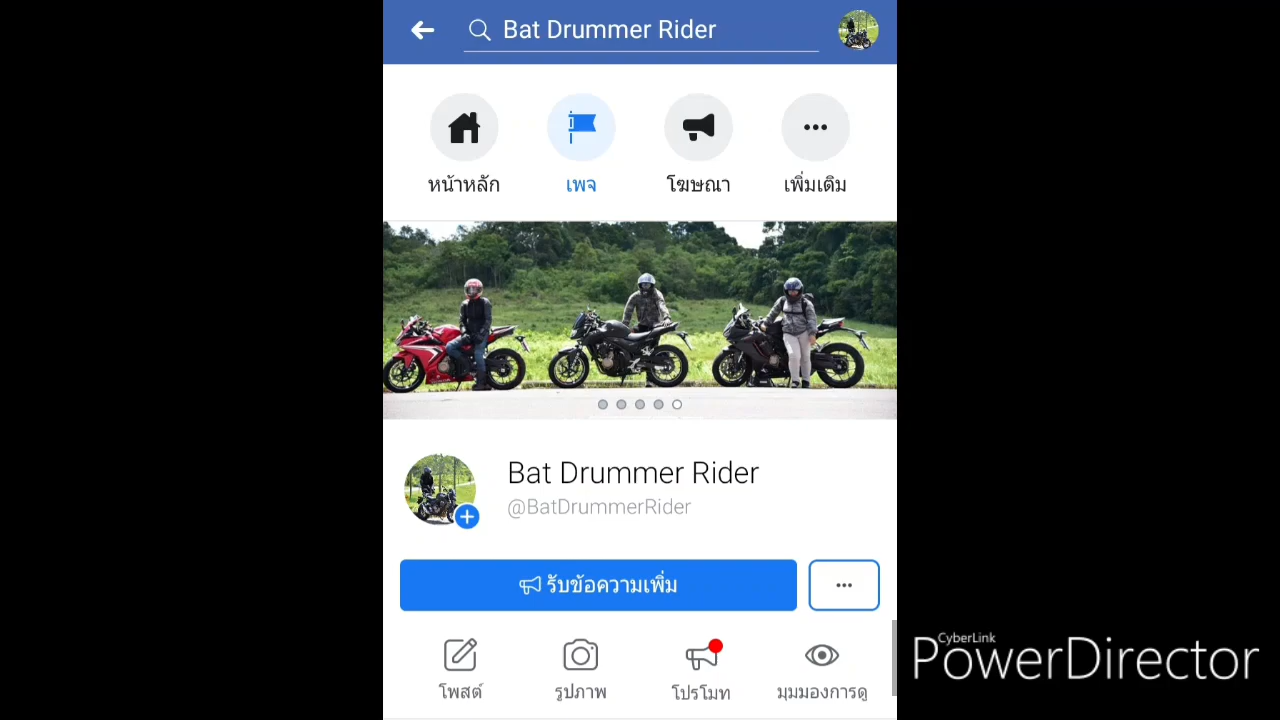 Bat Drummer Rider
หน้าหลัก
เพจ
โฆษณา
เพิ่มเติม
Bat Drummer Rider
@BatDrummerRider
รับข้อความเพิ่ม
โพสต์
รูปภาพ
โปรโมท
มุมมองการดู
CyberLink
PowerDirector